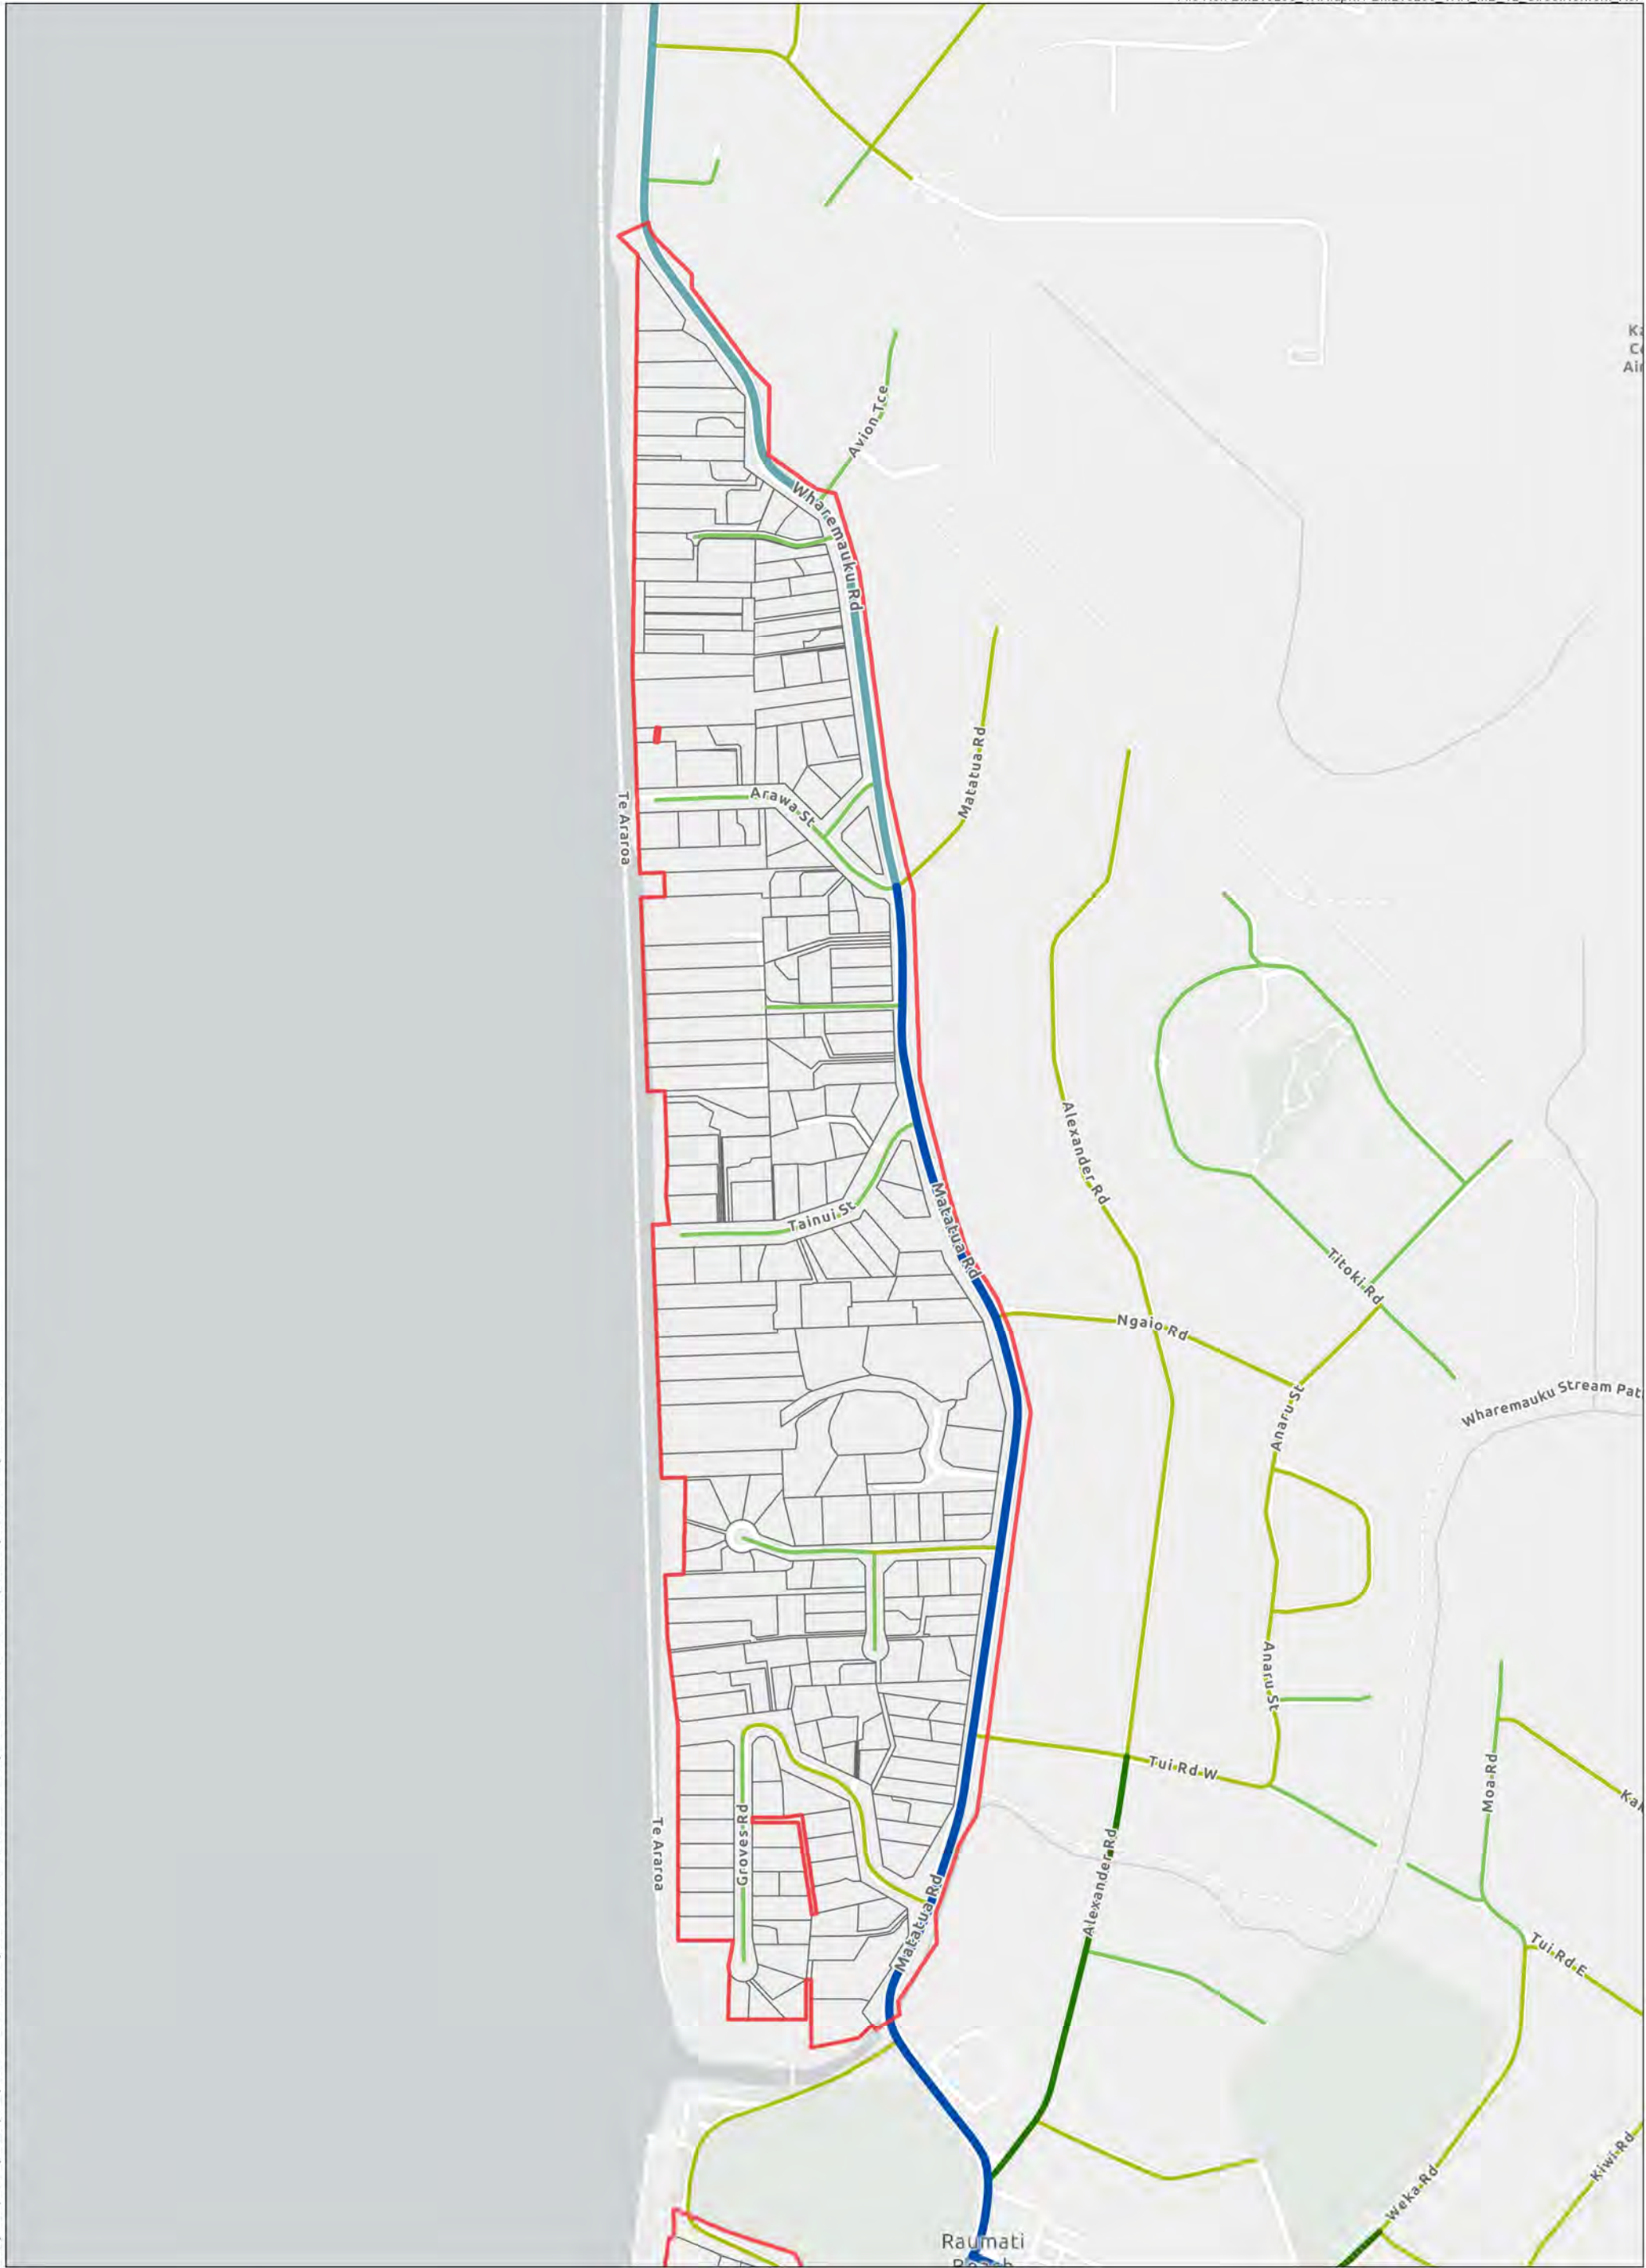 Avion Tce
Wharemauku Rd
Matatua Rd
Arawa St
Te Araroa
Alexander Rd
Matatua Rd
Tainui St
Titoki Rd
Ngaio Rd
Anaru St
Wharemauku Stream Pat
Anaru St
Tui Rd W
Moa Rd
Groves Rd
Te Araroa
Alexander Rd
Matatua Rd
Tui Rd E
Weka Rd
Kiwi Rd
Raumati
Beach